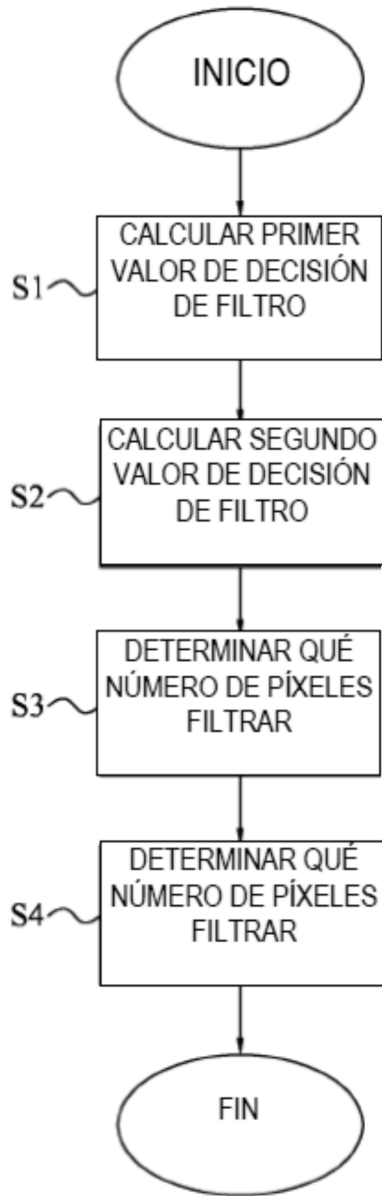 INICIO
S1
CALCULAR PRIMER
VALOR DE DECISIÓN
DE FILTRO
S2
CALCULAR SEGUNDO
VALOR DE DECISIÓN
DE FILTRO
S3
DETERMINAR QUÉ
NÚMERO DE PÍXELES
FILTRAR
S4
DETERMINAR QUÉ
NÚMERO DE PÍXELES
FILTRAR
FIN